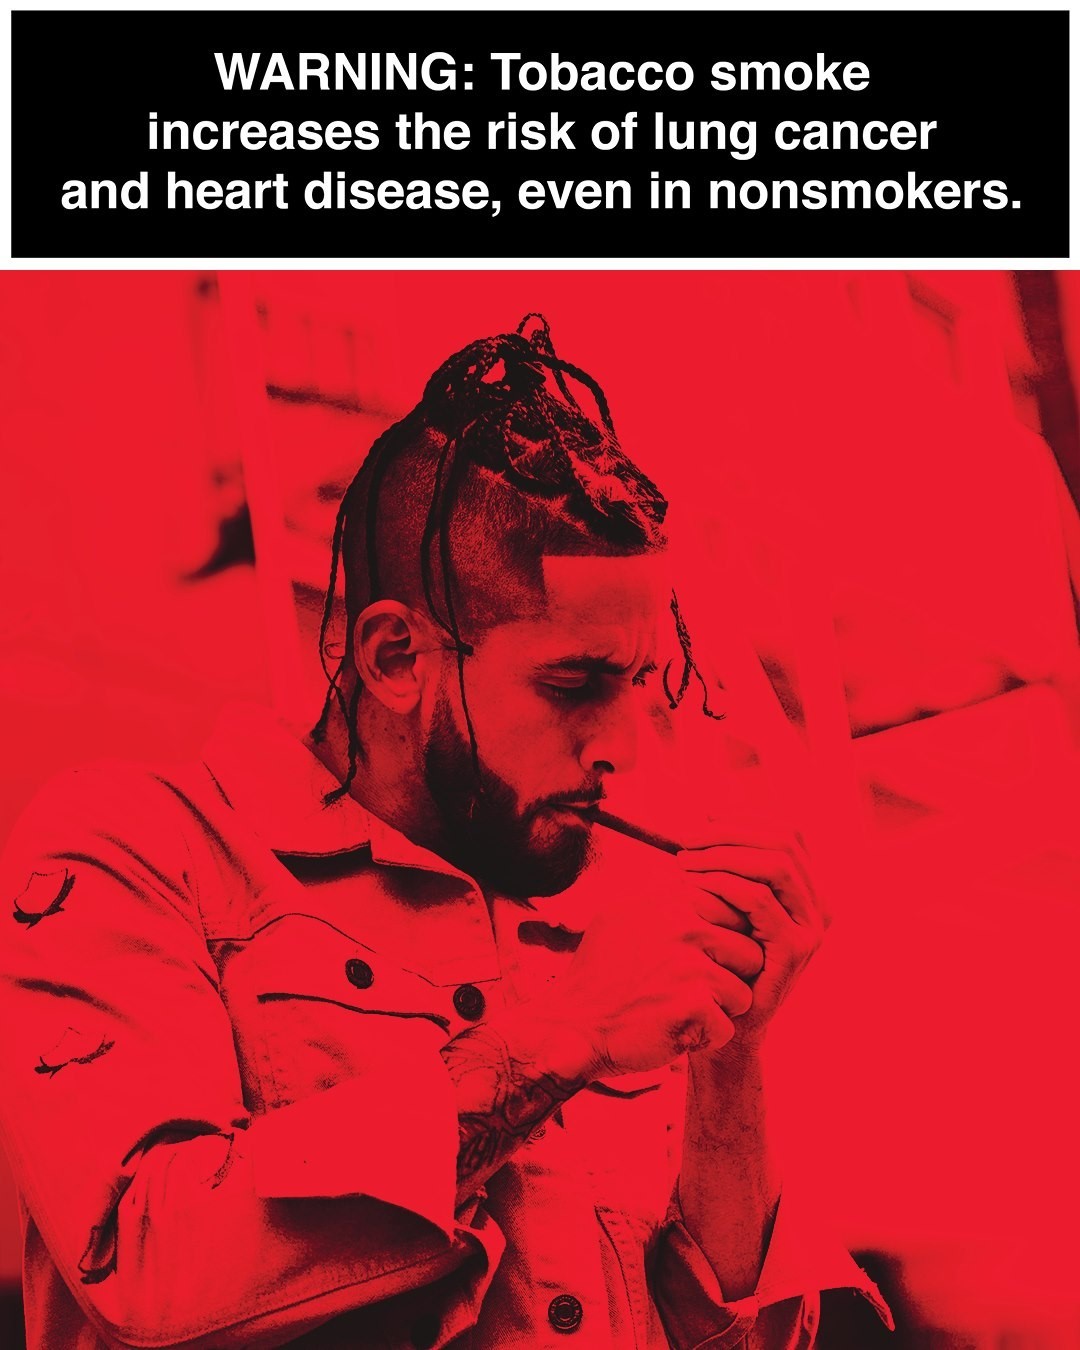 WARNING: Tobacco smoke
increases the risk of lung cancer
and heart disease, even in nonsmokers.